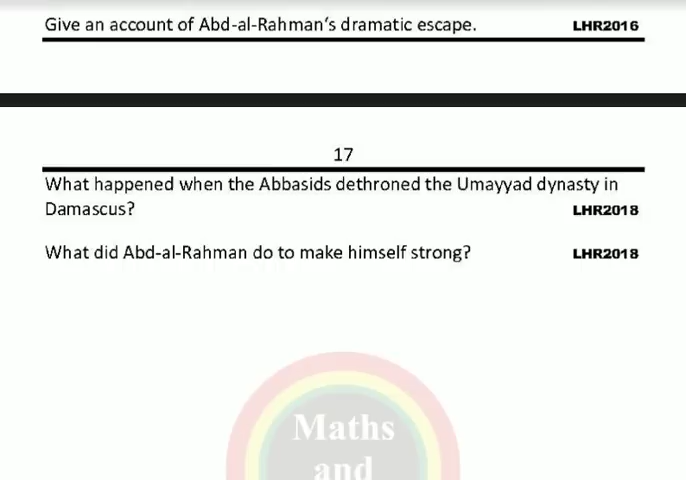 Give an account of Abd-al-Rahman's dramatic escape. LHR2016
17
What happened when the Abbasids dethroned the Umayyad dynasty in
Damascus? LHR2018
What did Abd-al-Rahman do to make himself strong? LHR2018
Maths
and